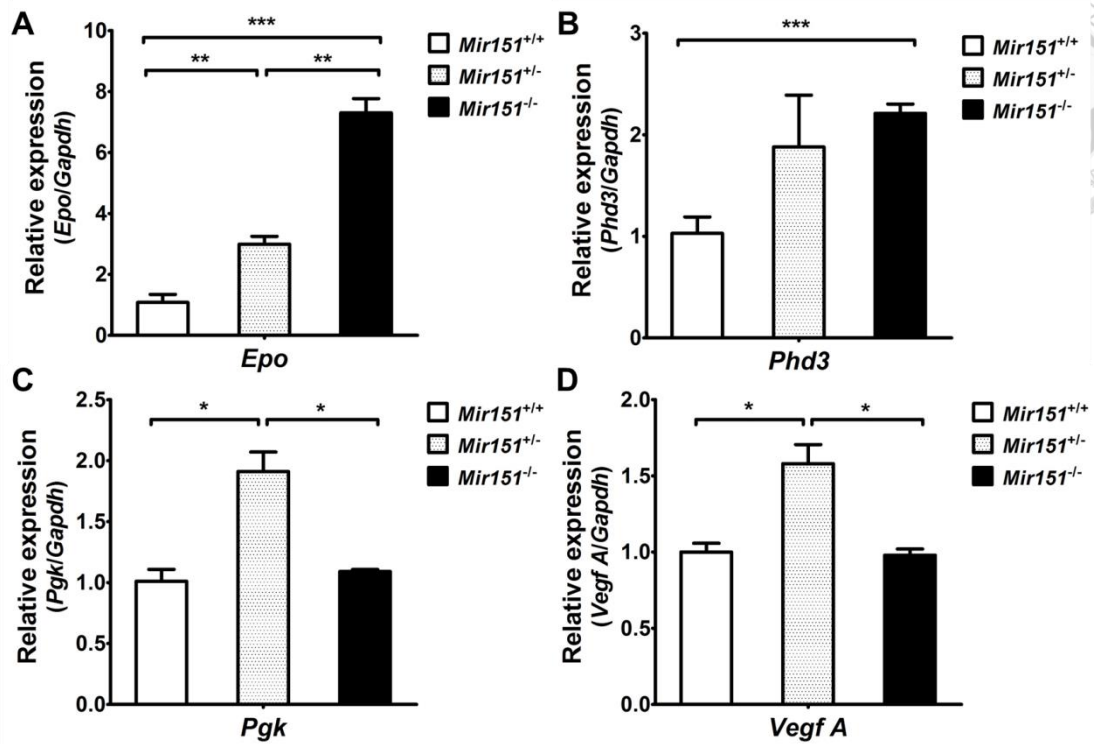 A
***
**
**
Relative expression
(Epo/Gapdh)
10
8
6
4
2
0
Epo
Mir151+/+
Mir151+/-
Mir151-/-
B
***
Relative expression
(Phd3/Gapdh)
3
2
1
0
Phd3
Mir151+/+
Mir151+/-
Mir151-/-
C
*
*
Relative expression
(Pgk/Gapdh)
2.5
2.0
1.5
1.0
0.5
0.0
Pgk
Mir151+/+
Mir151+/-
Mir151-/-
D
*
*
Relative expression
(Vegf A/Gapdh)
2.0
1.5
1.0
0.5
0.0
Vegf A
Mir151+/+
Mir151+/-
Mir151-/-